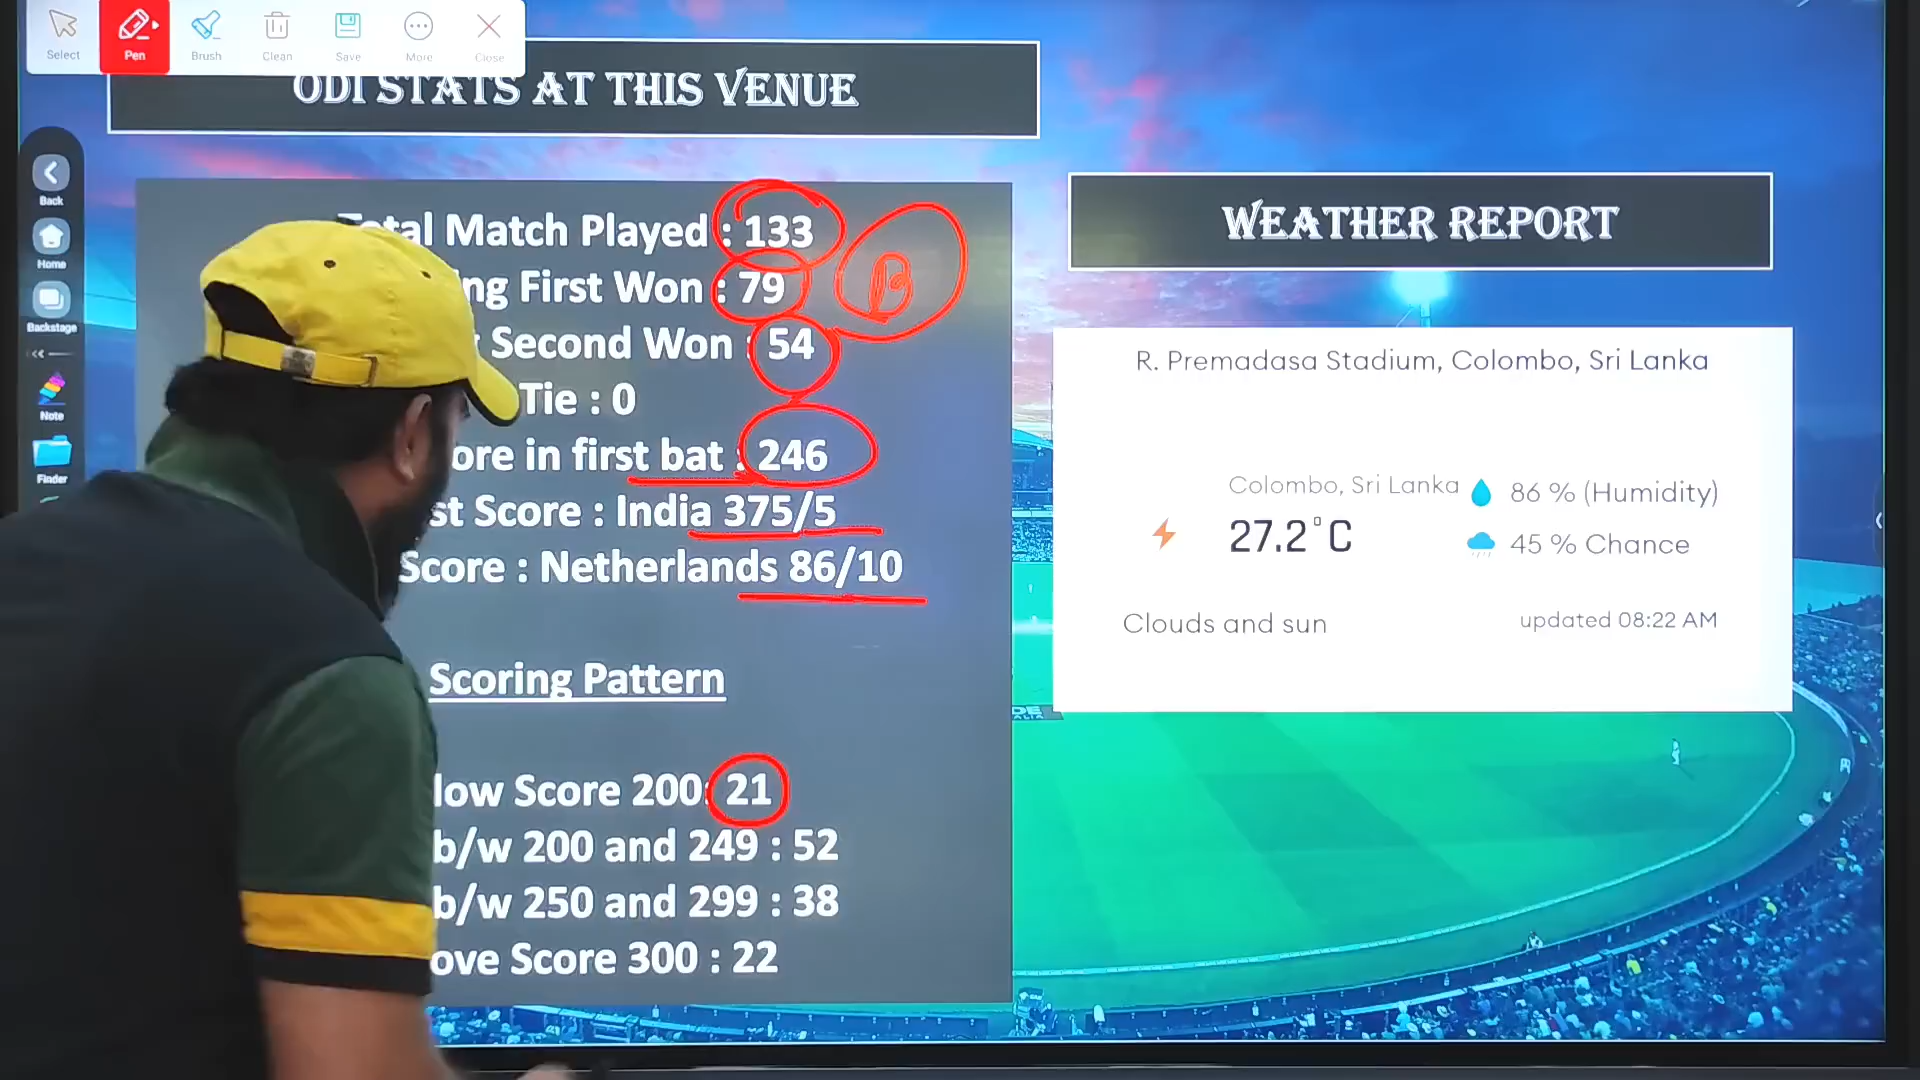 Select
Pen
Brush
Clean
Save
More
Close
ODI STATS AT THIS VENUE
Back
Home
Backstage
Note
Finder
Total Match Played : 133
ng First Won : 79
B
Second Won : 54
Tie : 0
ore in first bat : 246
st Score : India 375/5
Score : Netherlands 86/10
Scoring Pattern
low Score 200: 21
b/w 200 and 249 : 52
b/w 250 and 299 : 38
ove Score 300 : 22
WEATHER REPORT
R. Premadasa Stadium, Colombo, Sri Lanka
Colombo, Sri Lanka
27.2°C
86 % (Humidity)
45 % Chance
Clouds and sun
updated 08:22 AM